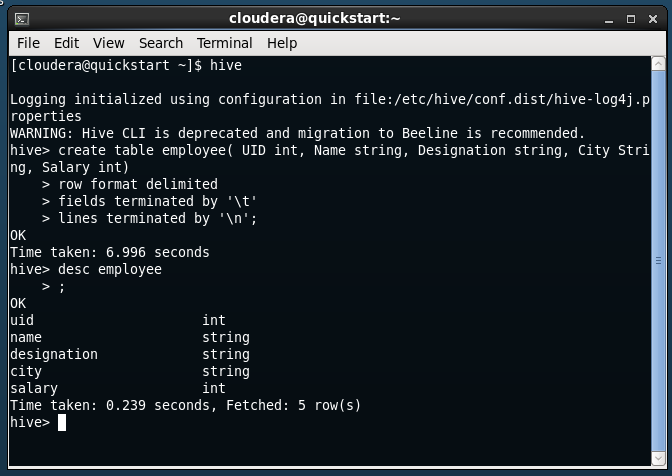 cloudera@quickstart:~
File Edit View Search Terminal Help
[cloudera@quickstart ~]$ hive
Logging initialized using configuration in file:/etc/hive/conf.dist/hive-log4j.p
roperties
WARNING: Hive CLI is deprecated and migration to Beeline is recommended.
hive> create table employee( UID int, Name string, Designation string, City Stri
ng, Salary int)
    > row format delimited
    > fields terminated by '\t'
    > lines terminated by '\n';
OK
Time taken: 6.996 seconds
hive> desc employee
    > ;
OK
uid                     int
name                    string
designation             string
city                    string
salary                  int
Time taken: 0.239 seconds, Fetched: 5 row(s)
hive>